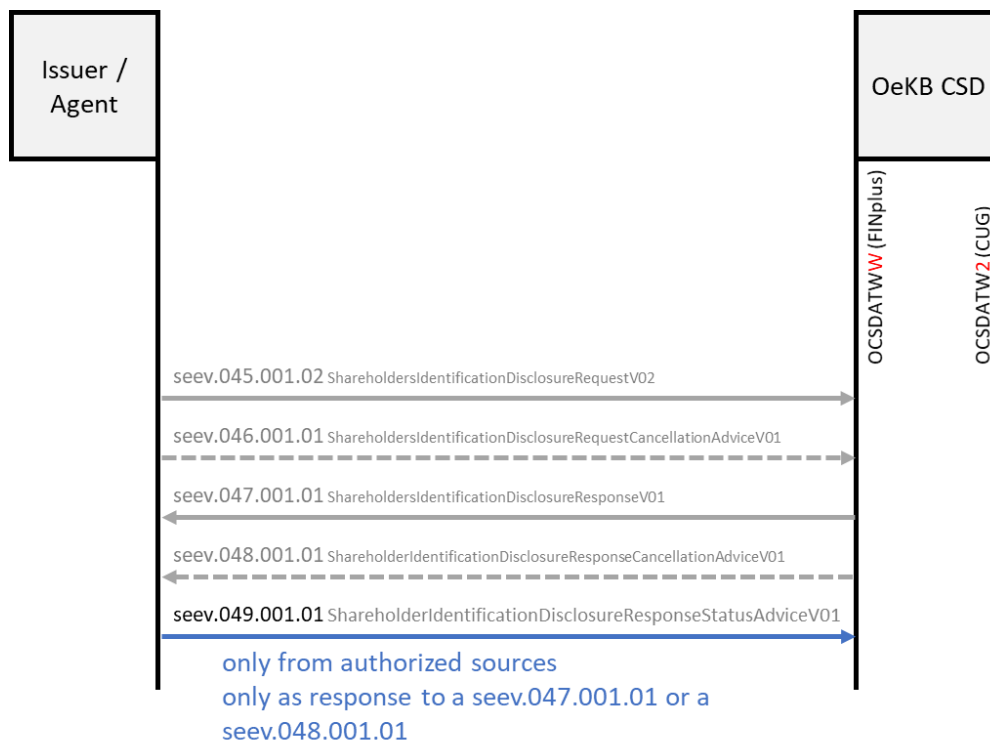 Issuer /
Agent
OeKB CSD
OCSDATWW (FINplus)
OCSDATW2 (CUG)
seev.045.001.02 ShareholdersIdentificationDisclosureRequestV02
seev.046.001.01 ShareholdersIdentificationDisclosureRequestCancellationAdviceV01
seev.047.001.01 ShareholdersIdentificationDisclosureResponseV01
seev.048.001.01 ShareholderIdentificationDisclosureResponseCancellationAdviceV01
seev.049.001.01 ShareholderIdentificationDisclosureResponseStatusAdviceV01
only from authorized sources
only as response to a seev.047.001.01 or a
seev.048.001.01